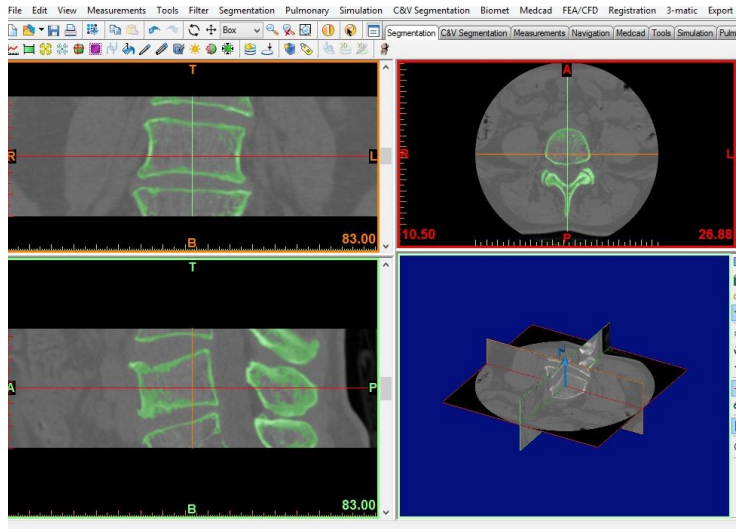 File Edit View Measurements Tools Filter Segmentation Pulmonary Simulation C&V Segmentation Biomet Medcad FEA/CFD Registration 3-matic Export
Box
Segmentation C&V Segmentation Measurements Navigation Medcad Tools Simulation Pulm
T
R
L
B
83.00
A
R
L
P
10.50
26.88
T
A
P
B
83.00